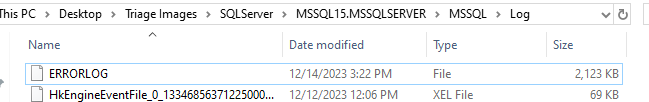 This PC > Desktop > Triage Images > SQLServer > MSSQL15.MSSQLSERVER > MSSQL > Log
Name Date modified Type Size
ERRORLOG 12/14/2023 3:22 PM File 2,123 KB
HkEngineEventFile_0_13346856371225000... 12/12/2023 12:06 PM XEL File 69 KB